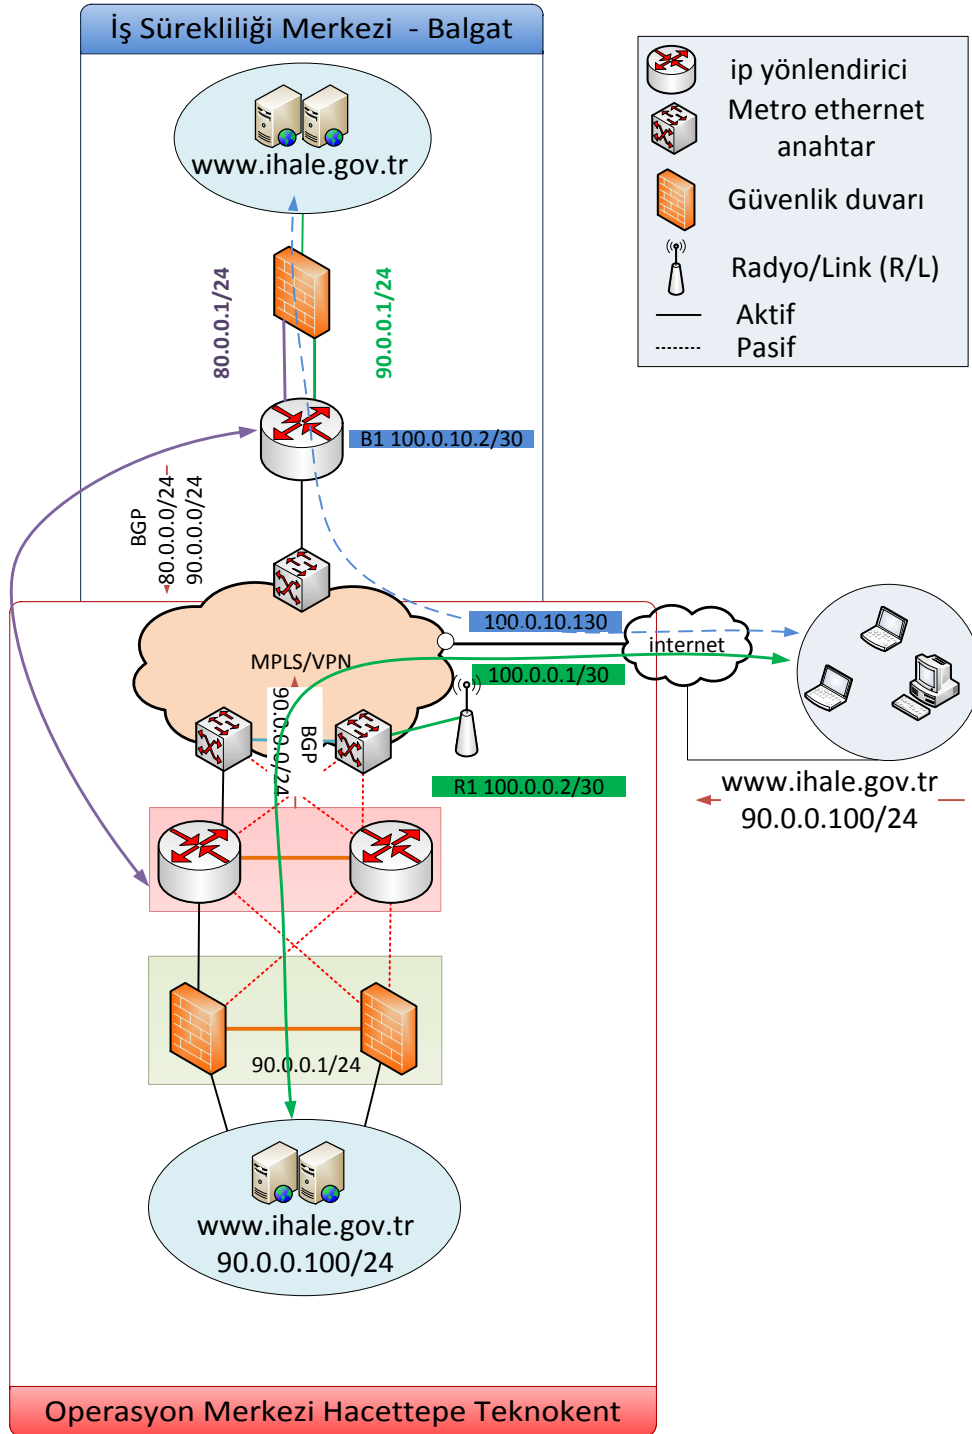 İş Sürekliliği Merkezi - Balgat
www.ihale.gov.tr
80.0.0.1/24
90.0.0.1/24
B1 100.0.10.2/30
BGP
80.0.0.0/24
90.0.0.0/24
ip yönlendirici
Metro ethernet
anahtar
Güvenlik duvarı
Radyo/Link (R/L)
Aktif
Pasif
100.0.10.130
internet
MPLS/VPN
100.0.0.1/30
BGP
90.0.0.0/24
R1 100.0.0.2/30
www.ihale.gov.tr
90.0.0.100/24
90.0.0.1/24
www.ihale.gov.tr
90.0.0.100/24
Operasyon Merkezi Hacettepe Teknokent